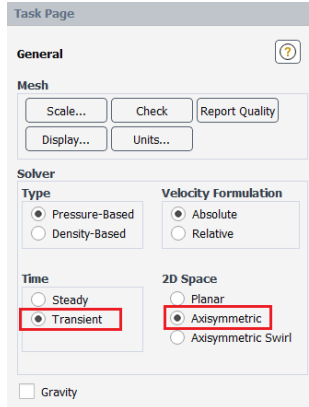 Task Page
General
?
Mesh
Scale... Check Report Quality
Display... Units...
Solver
Type Velocity Formulation
Pressure-Based Absolute
Density-Based Relative
Time 2D Space
Steady Planar
Transient Axisymmetric
Axisymmetric Swirl
Gravity